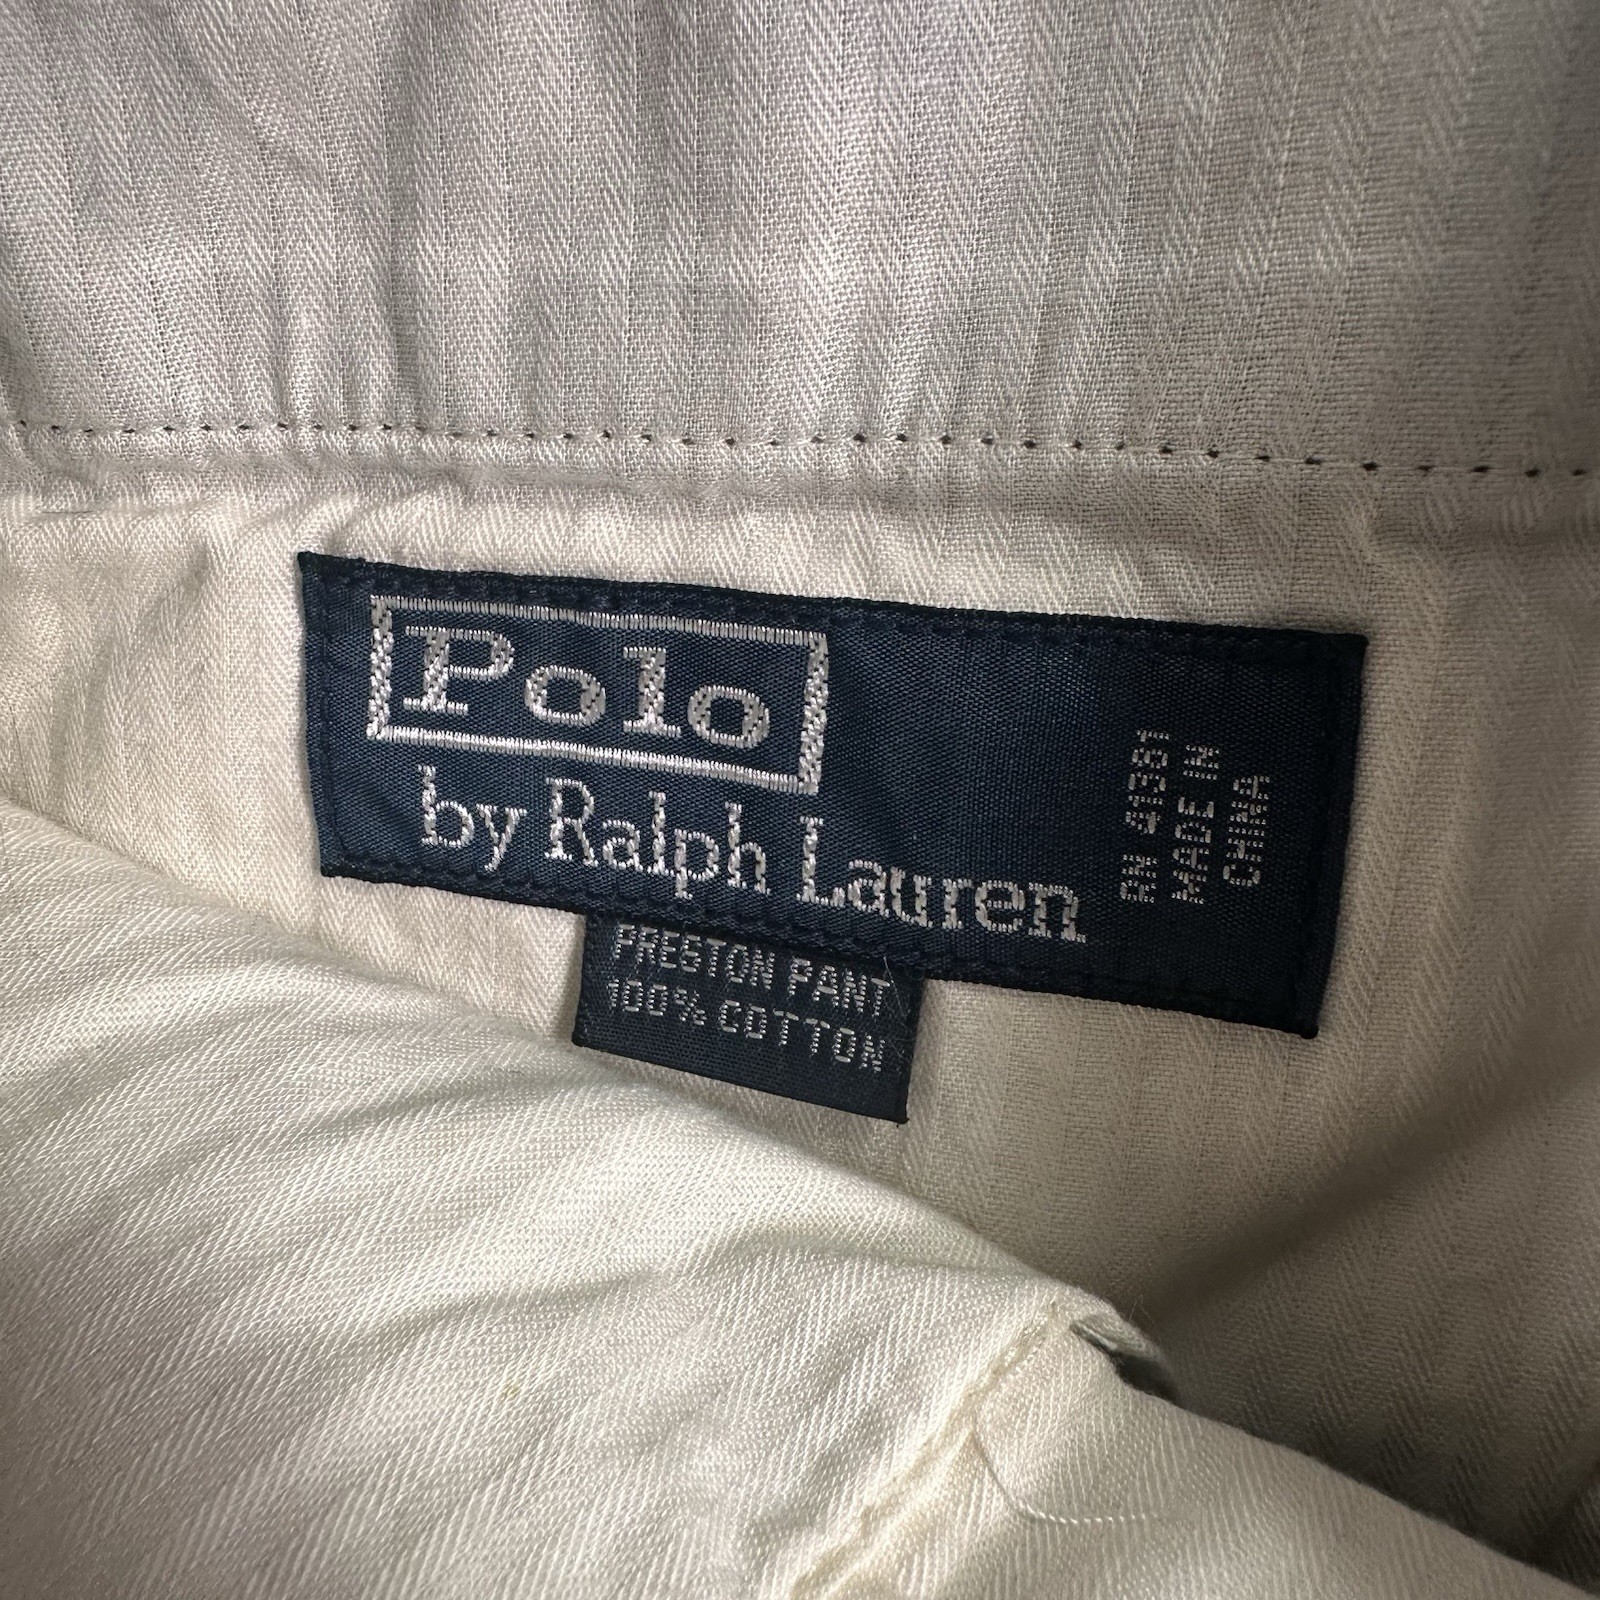 Polo
by Ralph Lauren
RN 41381
MADE IN
CHINA
PRESTON PANT
100% COTTON